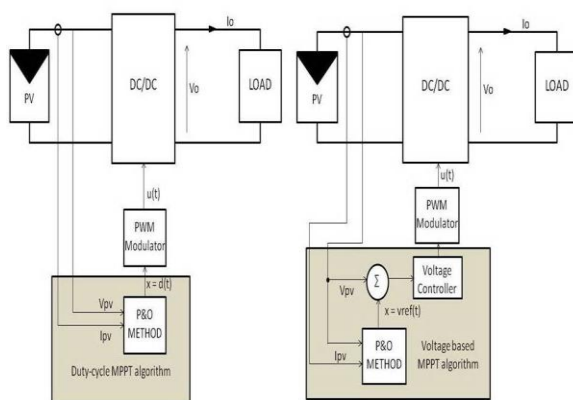 Io
PV
DC/DC
Vo
LOAD
u(t)
PWM
Modulator
x = d(t)
Vpv
Ipv
P&O
METHOD
Duty-cycle MPPT algorithm
Io
PV
DC/DC
Vo
LOAD
u(t)
PWM
Modulator
Vpv
Σ
Voltage
Controller
x = vref(t)
Ipv
P&O
METHOD
Voltage based
MPPT algorithm